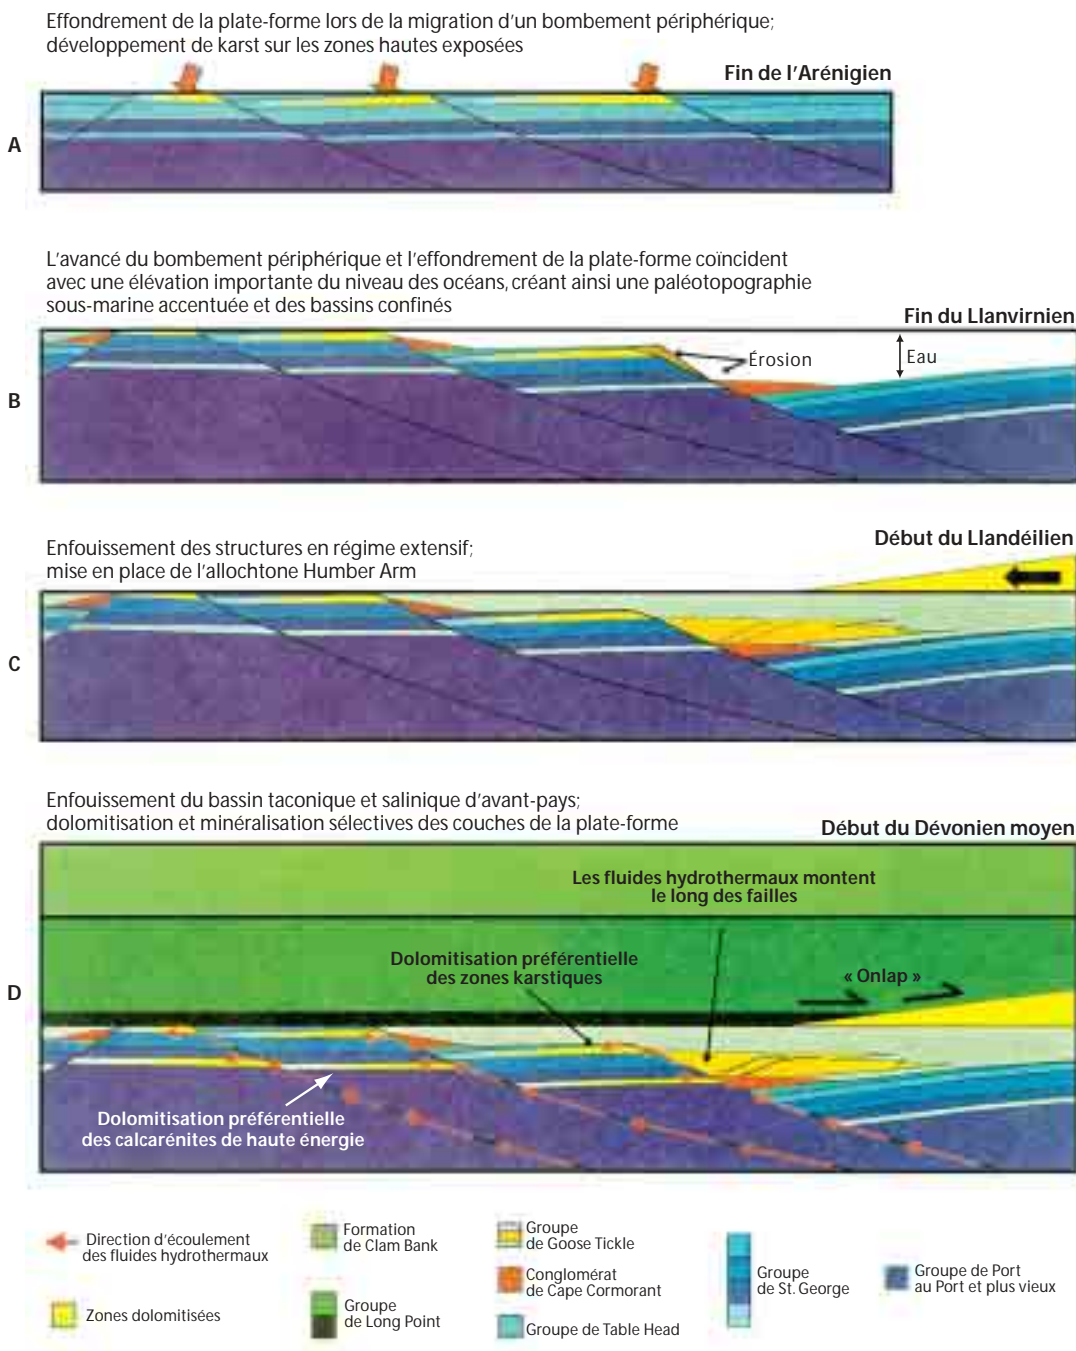 Effondrement de la plate-forme lors de la migration d'un bombement périphérique;
développement de karst sur les zones hautes exposées
Fin de l'Arénigien
A
L'avancé du bombement périphérique et l'effondrement de la plate-forme coïncident
avec une élévation importante du niveau des océans, créant ainsi une paléotopographie
sous-marine accentuée et des bassins confinés
Fin du Llanvirnien
Érosion
Eau
B
Enfouissement des structures en régime extensif;
mise en place de l'allochtone Humber Arm
Début du Llandéilien
C
Enfouissement du bassin taconique et salinique d'avant-pays;
dolomitisation et minéralisation sélectives des couches de la plate-forme
Début du Dévonien moyen
Les fluides hydrothermaux montent
le long des failles
Dolomitisation préférentielle
des zones karstiques
« Onlap »
D
Dolomitisation préférentielle
des calcarénites de haute énergie
Direction d'écoulement
des fluides hydrothermaux
Zones dolomitisées
Formation
de Clam Bank
Groupe
de Long Point
Groupe
de Goose Tickle
Conglomérat
de Cape Cormorant
Groupe de Table Head
Groupe
de St. George
Groupe de Port
au Port et plus vieux